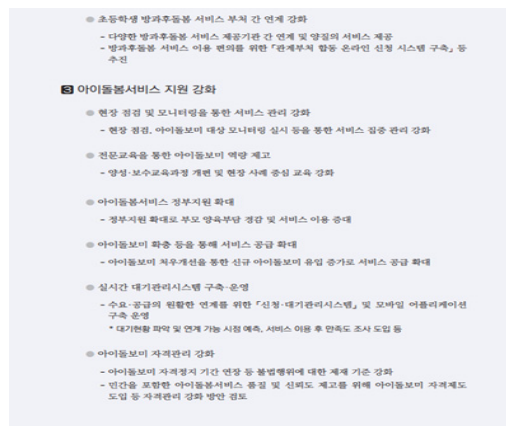 ● 초등학생 방과후돌봄 서비스 부처 간 연계 강화
- 다양한 방과후돌봄 서비스 제공기관 간 연계 및 양질의 서비스 제공
- 방과후돌봄 서비스 이용 편의를 위한 「관계부처 합동 온라인 신청 시스템 구축」 등
추진
3 아이돌봄서비스 지원 강화
● 현장 점검 및 모니터링을 통한 서비스 관리 강화
- 현장 점검, 아이돌보미 대상 모니터링 실시 등을 통한 서비스 집중 관리 강화
● 전문교육을 통한 아이돌보미 역량 제고
- 양성·보수교육과정 개편 및 현장 사례 중심 교육 강화
● 아이돌봄서비스 정부지원 확대
- 정부지원 확대로 부모 양육부담 경감 및 서비스 이용 증대
● 아이돌보미 확충 등을 통해 서비스 공급 확대
- 아이돌보미 처우개선을 통한 신규 아이돌보미 유입 증가로 서비스 공급 확대
● 실시간 대기관리시스템 구축·운영
- 수요·공급의 원활한 연계를 위한 「신청·대기관리시스템」 및 모바일 어플리케이션
구축 운영
* 대기현황 파악 및 연계 가능 시점 예측, 서비스 이용 후 만족도 조사 도입 등
● 아이돌보미 자격관리 강화
- 아이돌보미 자격정지 기간 연장 등 불법행위에 대한 제재 기준 강화
- 민간을 포함한 아이돌봄서비스 품질 및 신뢰도 제고를 위해 아이돌보미 자격제도
도입 등 자격관리 강화 방안 검토